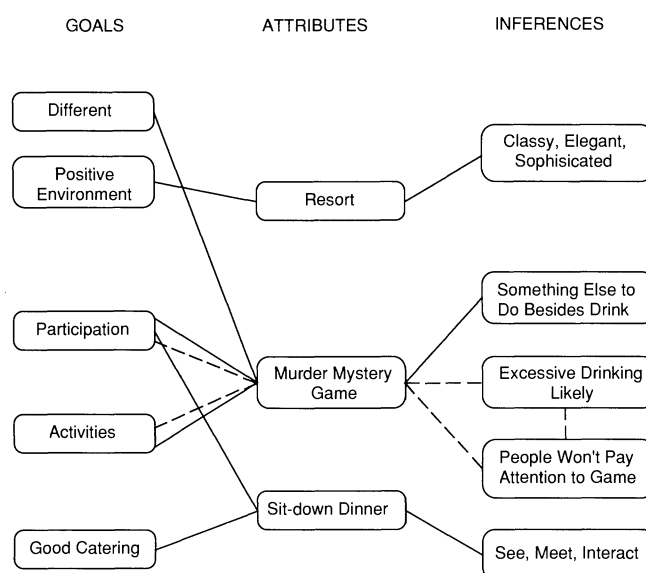 GOALS
ATTRIBUTES
INFERENCES
Different
Positive
Environment
Participation
Activities
Good Catering
Resort
Murder Mystery
Game
Sit-down Dinner
Classy, Elegant,
Sophisicated
Something Else to
Do Besides Drink
Excessive Drinking
Likely
People Won't Pay
Attention to Game
See, Meet, Interact